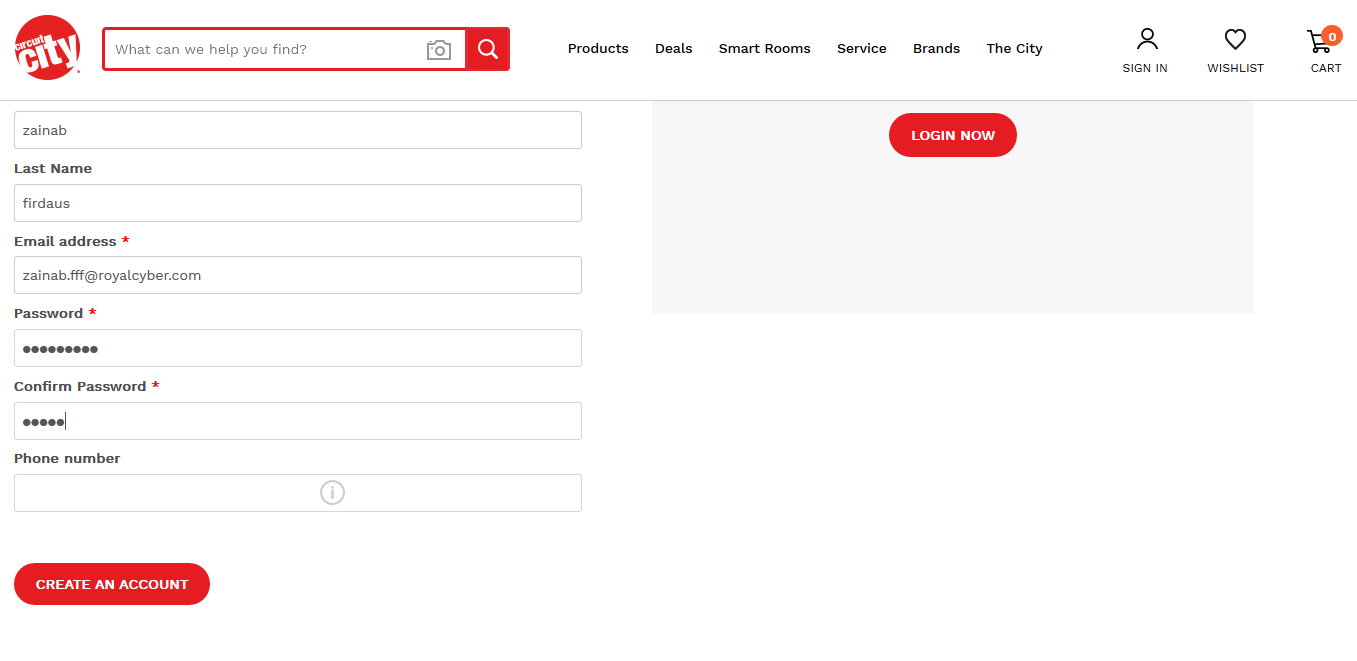 circuit city
What can we help you find?
Products Deals Smart Rooms Service Brands The City
SIGN IN
WISHLIST
0
CART
zainab
Last Name
firdaus
Email address *
zainab.fff@royalcyber.com
Password *
●●●●●●●●●
Confirm Password *
●●●●●
Phone number
i
CREATE AN ACCOUNT
LOGIN NOW